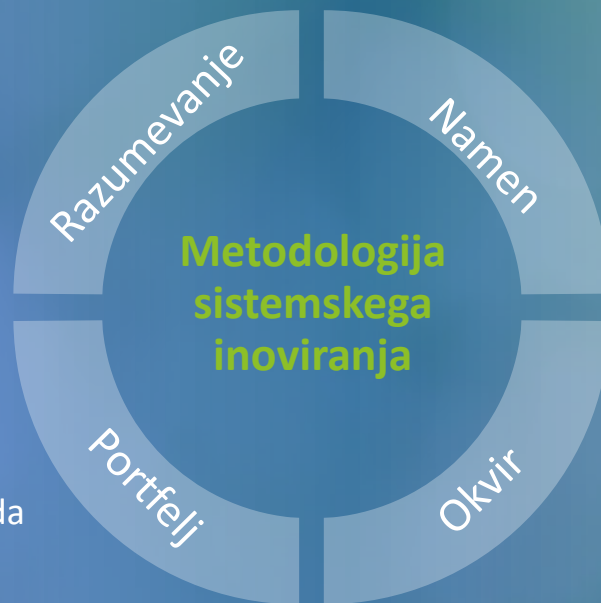 Razumevanje
Namen
Metodologija
sistemskega
inoviranja
Portfelj
Okvir